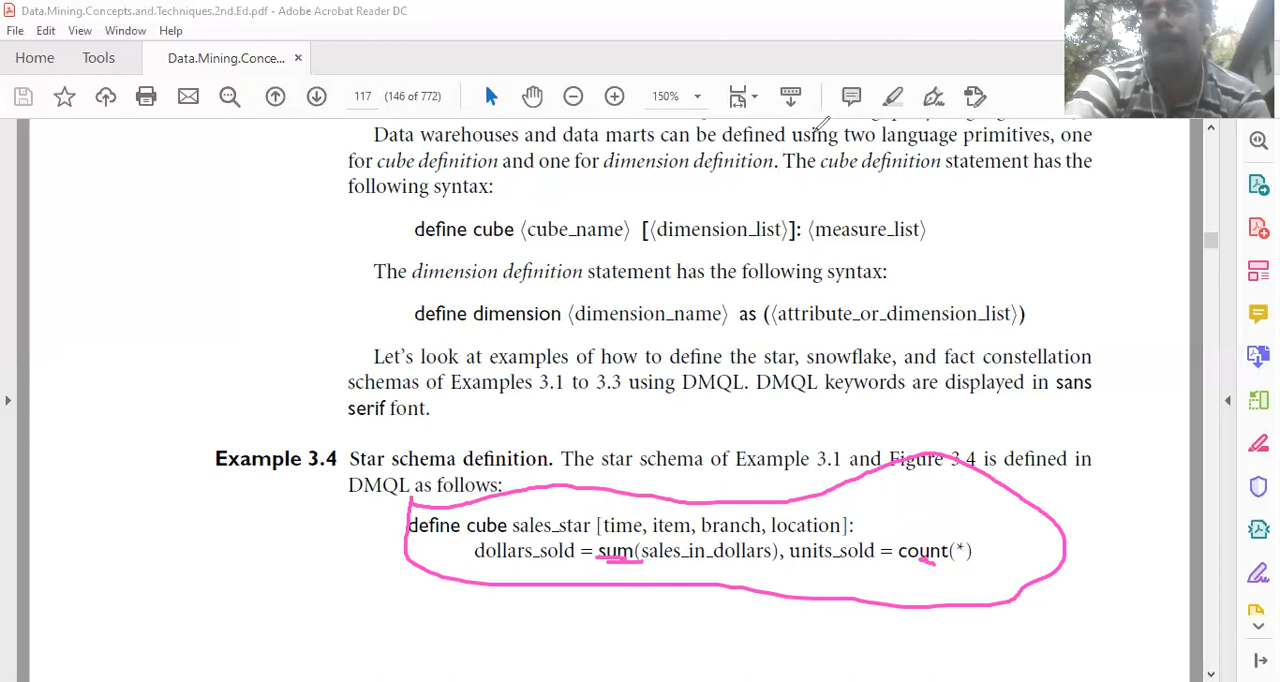 Data.Mining.Concepts.and.Techniques.2nd.Ed.pdf - Adobe Acrobat Reader DC
File Edit View Window Help
Home Tools Data.Mining.Conce... ×
117 (146 of 772) 150%
Data warehouses and data marts can be defined using two language primitives, one
for cube definition and one for dimension definition. The cube definition statement has the
following syntax:
define cube ⟨cube_name⟩ [⟨dimension_list⟩]: ⟨measure_list⟩
The dimension definition statement has the following syntax:
define dimension ⟨dimension_name⟩ as (⟨attribute_or_dimension_list⟩)
Let's look at examples of how to define the star, snowflake, and fact constellation
schemas of Examples 3.1 to 3.3 using DMQL. DMQL keywords are displayed in sans
serif font.
Example 3.4 Star schema definition. The star schema of Example 3.1 and Figure 3.4 is defined in
DMQL as follows:
define cube sales_star [time, item, branch, location]:
dollars_sold = sum(sales_in_dollars), units_sold = count(*)